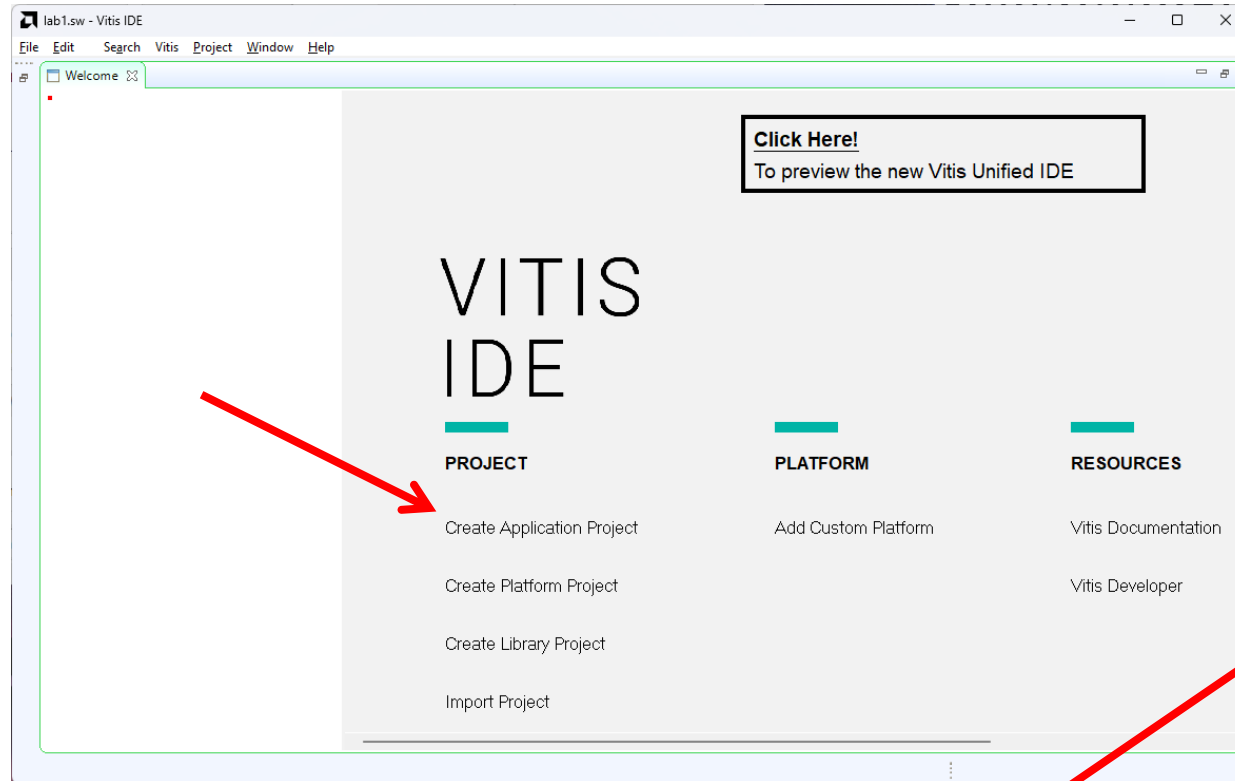 lab1.sw - Vitis IDE
File Edit Search Vitis Project Window Help
Welcome
Click Here!
To preview the new Vitis Unified IDE
VITIS
IDE
PROJECT PLATFORM RESOURCES
Create Application Project Add Custom Platform Vitis Documentation
Create Platform Project Vitis Developer
Create Library Project
Import Project